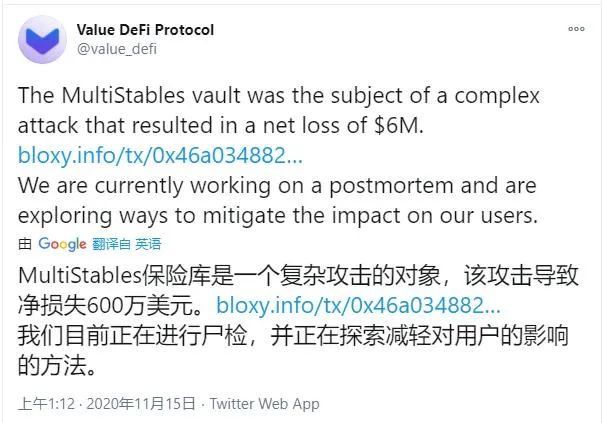 Value DeFi Protocol
@value_defi
The MultiStables vault was the subject of a complex
attack that resulted in a net loss of $6M.
bloxy.info/tx/0x46a034882...
We are currently working on a postmortem and are
exploring ways to mitigate the impact on our users.
由 Google 翻译自 英语
MultiStables保险库是一个复杂攻击的对象，该攻击导致
净损失600万美元。bloxy.info/tx/0x46a034882...
我们目前正在进行尸检，并正在探索减轻对用户的影响
的方法。
上午1:12 · 2020年11月15日 · Twitter Web App